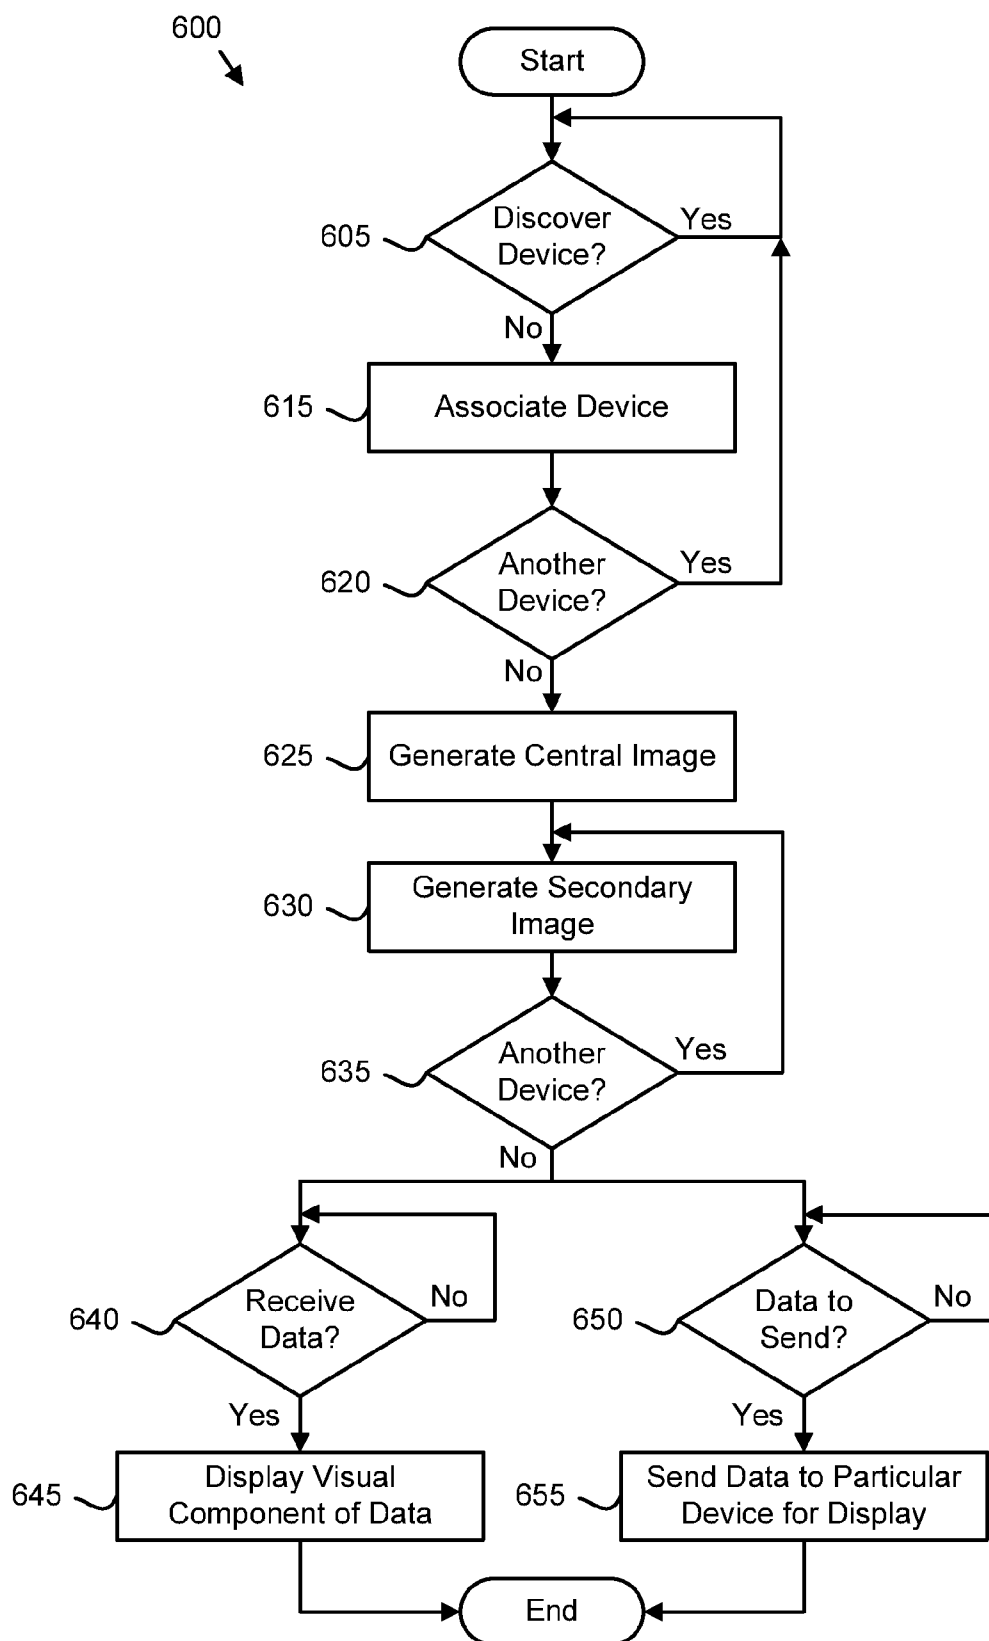 600
Start
Discover
Device?
Yes
605
No
Associate Device
615
Another
Device?
Yes
620
No
Generate Central Image
625
Generate Secondary
Image
630
Another
Device?
Yes
635
No
Receive
Data?
No
640
Yes
Data to
Send?
No
650
Yes
Display Visual
Component of Data
645
Send Data to Particular
Device for Display
655
End